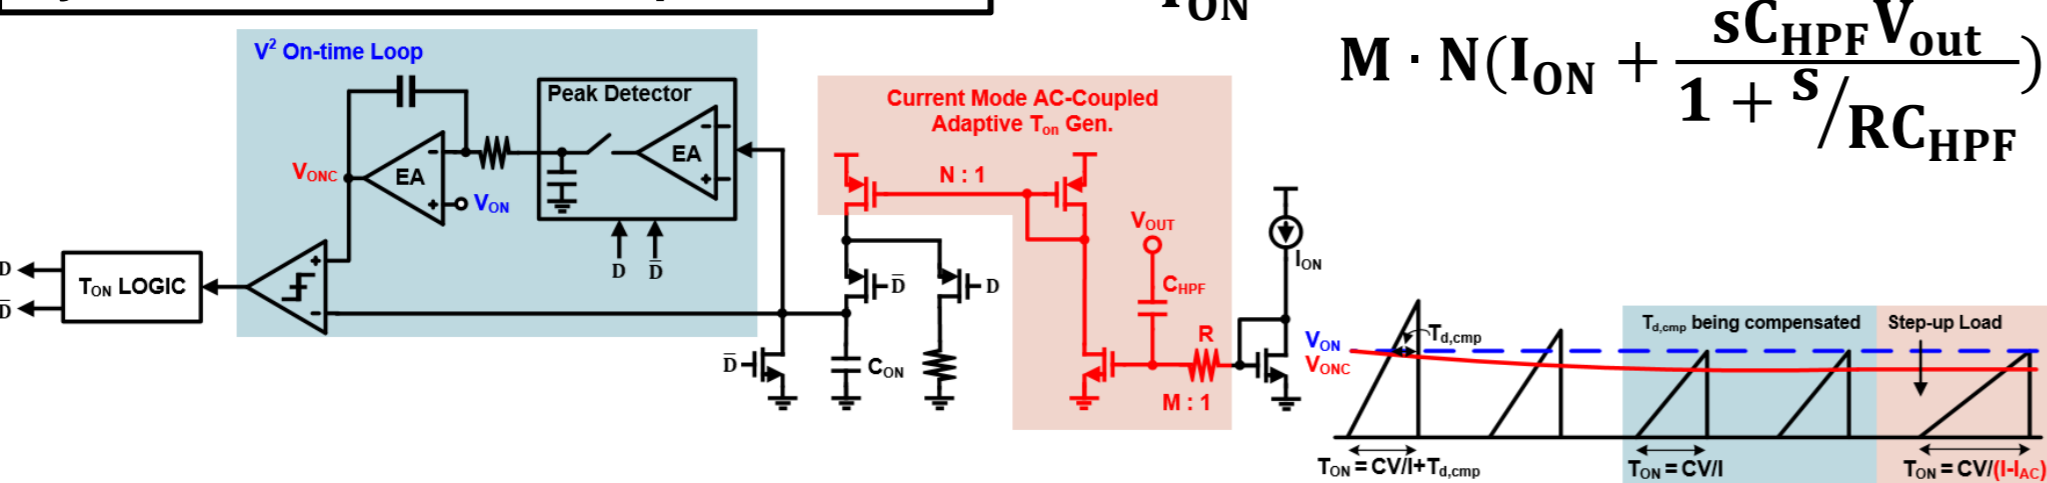 I_ON
M · N(I_ON + sC_HPF V_out / 1 + s/RC_HPF)
V² On-time Loop
Peak Detector
EA
V_ONC
EA
V_ON
D
D̅
T_ON LOGIC
D
D̅
Current Mode AC-Coupled
Adaptive T_on Gen.
N : 1
V_OUT
C_HPF
R
M : 1
I_ON
D̅
D
D̅
C_ON
V_ON
V_ONC
T_d,cmp
T_d,cmp being compensated
Step-up Load
T_ON = CV/I+T_d,cmp
T_ON = CV/I
T_ON = CV/(I-I_AC)